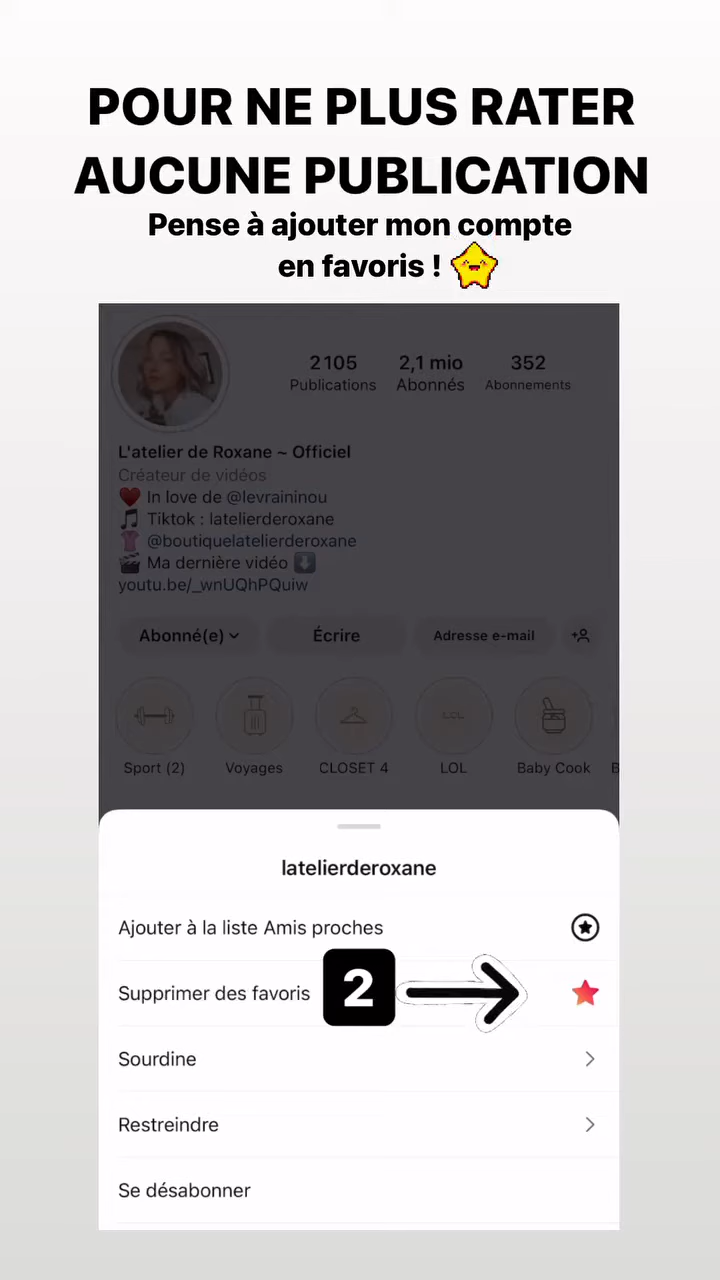 POUR NE PLUS RATER
AUCUNE PUBLICATION
Pense à ajouter mon compte
en favoris !
2 105 2,1 mio 352
Publications Abonnés Abonnements
L'atelier de Roxane ~ Officiel
Créateur de vidéos
In love de @levraininou
Tiktok : latelierderoxane
@boutiquelatelierderoxane
Ma dernière vidéo
youtu.be/_wnUQhPQuiw
Abonné(e) Écrire Adresse e-mail
LCL
Sport (2) Voyages CLOSET 4 LOL Baby Cook B
latelierderoxane
Ajouter à la liste Amis proches
Supprimer des favoris 2
Sourdine
Restreindre
Se désabonner